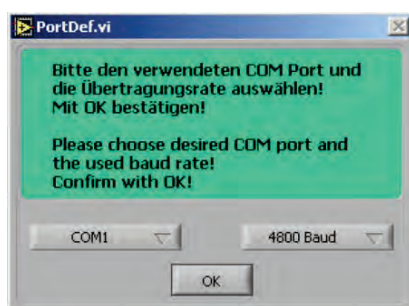 PortDef.vi
Bitte den verwendeten COM Port und
die Übertragungsrate auswählen!
Mit OK bestätigen!
Please choose desired COM port and
the used baud rate!
Confirm with OK!
COM1 4800 Baud
OK